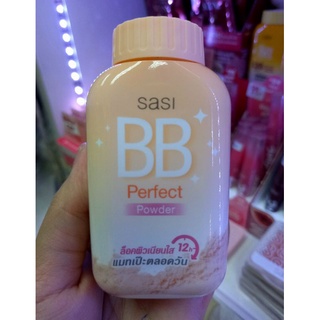 sasi
BB
Perfect
Powder
ล็อคผิวเนียนใส 12h
แมทเป๊ะตลอดวัน